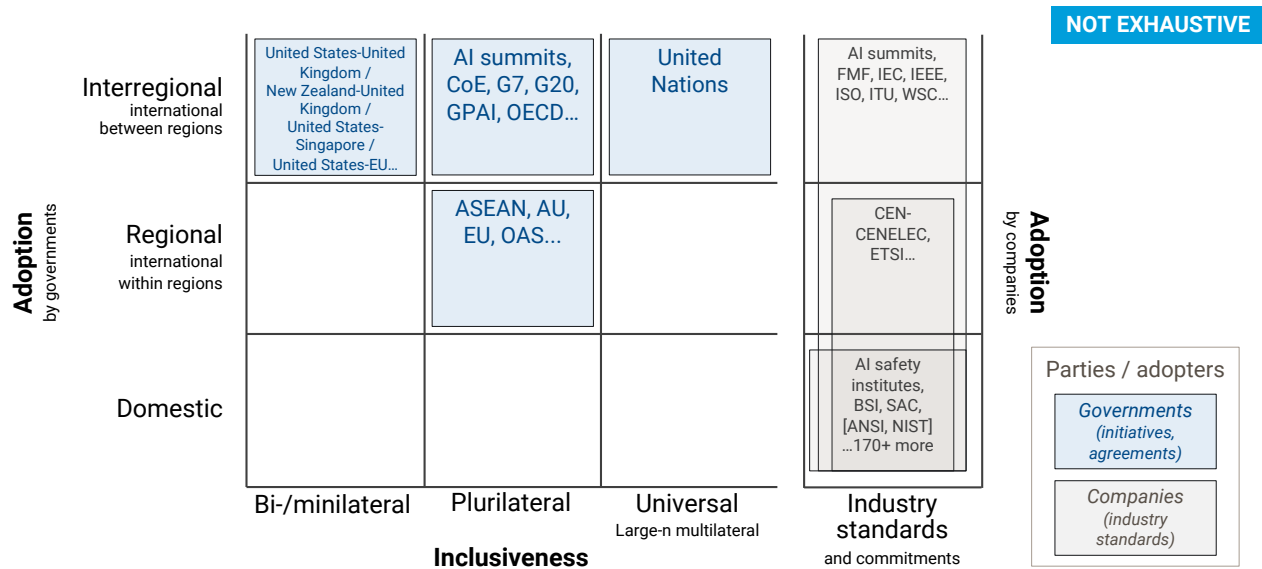 NOT EXHAUSTIVE
Interregional
international
between regions
United States-United
Kingdom /
New Zealand-United
Kingdom /
United States-
Singapore /
United States-EU…
AI summits,
CoE, G7, G20,
GPAI, OECD…
United
Nations
AI summits,
FMF, IEC, IEEE,
ISO, ITU, WSC…
Adoption
by governments
Regional
international
within regions
ASEAN, AU,
EU, OAS...
CEN-
CENELEC,
ETSI…
Adoption
by companies
Domestic
AI safety
institutes,
BSI, SAC,
[ANSI, NIST]
…170+ more
Bi-/minilateral
Plurilateral
Universal
Large-n multilateral
Industry
standards
and commitments
Inclusiveness
Parties / adopters
Governments
(initiatives,
agreements)
Companies
(industry
standards)